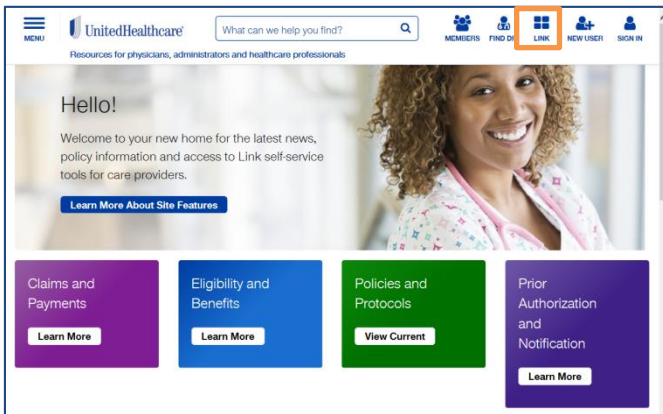 UnitedHealthcare
What can we help you find?
MENU
MEMBERS
FIND D
LINK
NEW USER
SIGN IN
Resources for physicians, administrators and healthcare professionals
Hello!
Welcome to your new home for the latest news,
policy information and access to Link self-service
tools for care providers.
Learn More About Site Features
Claims and
Payments
Learn More
Eligibility and
Benefits
Learn More
Policies and
Protocols
View Current
Prior
Authorization
and
Notification
Learn More